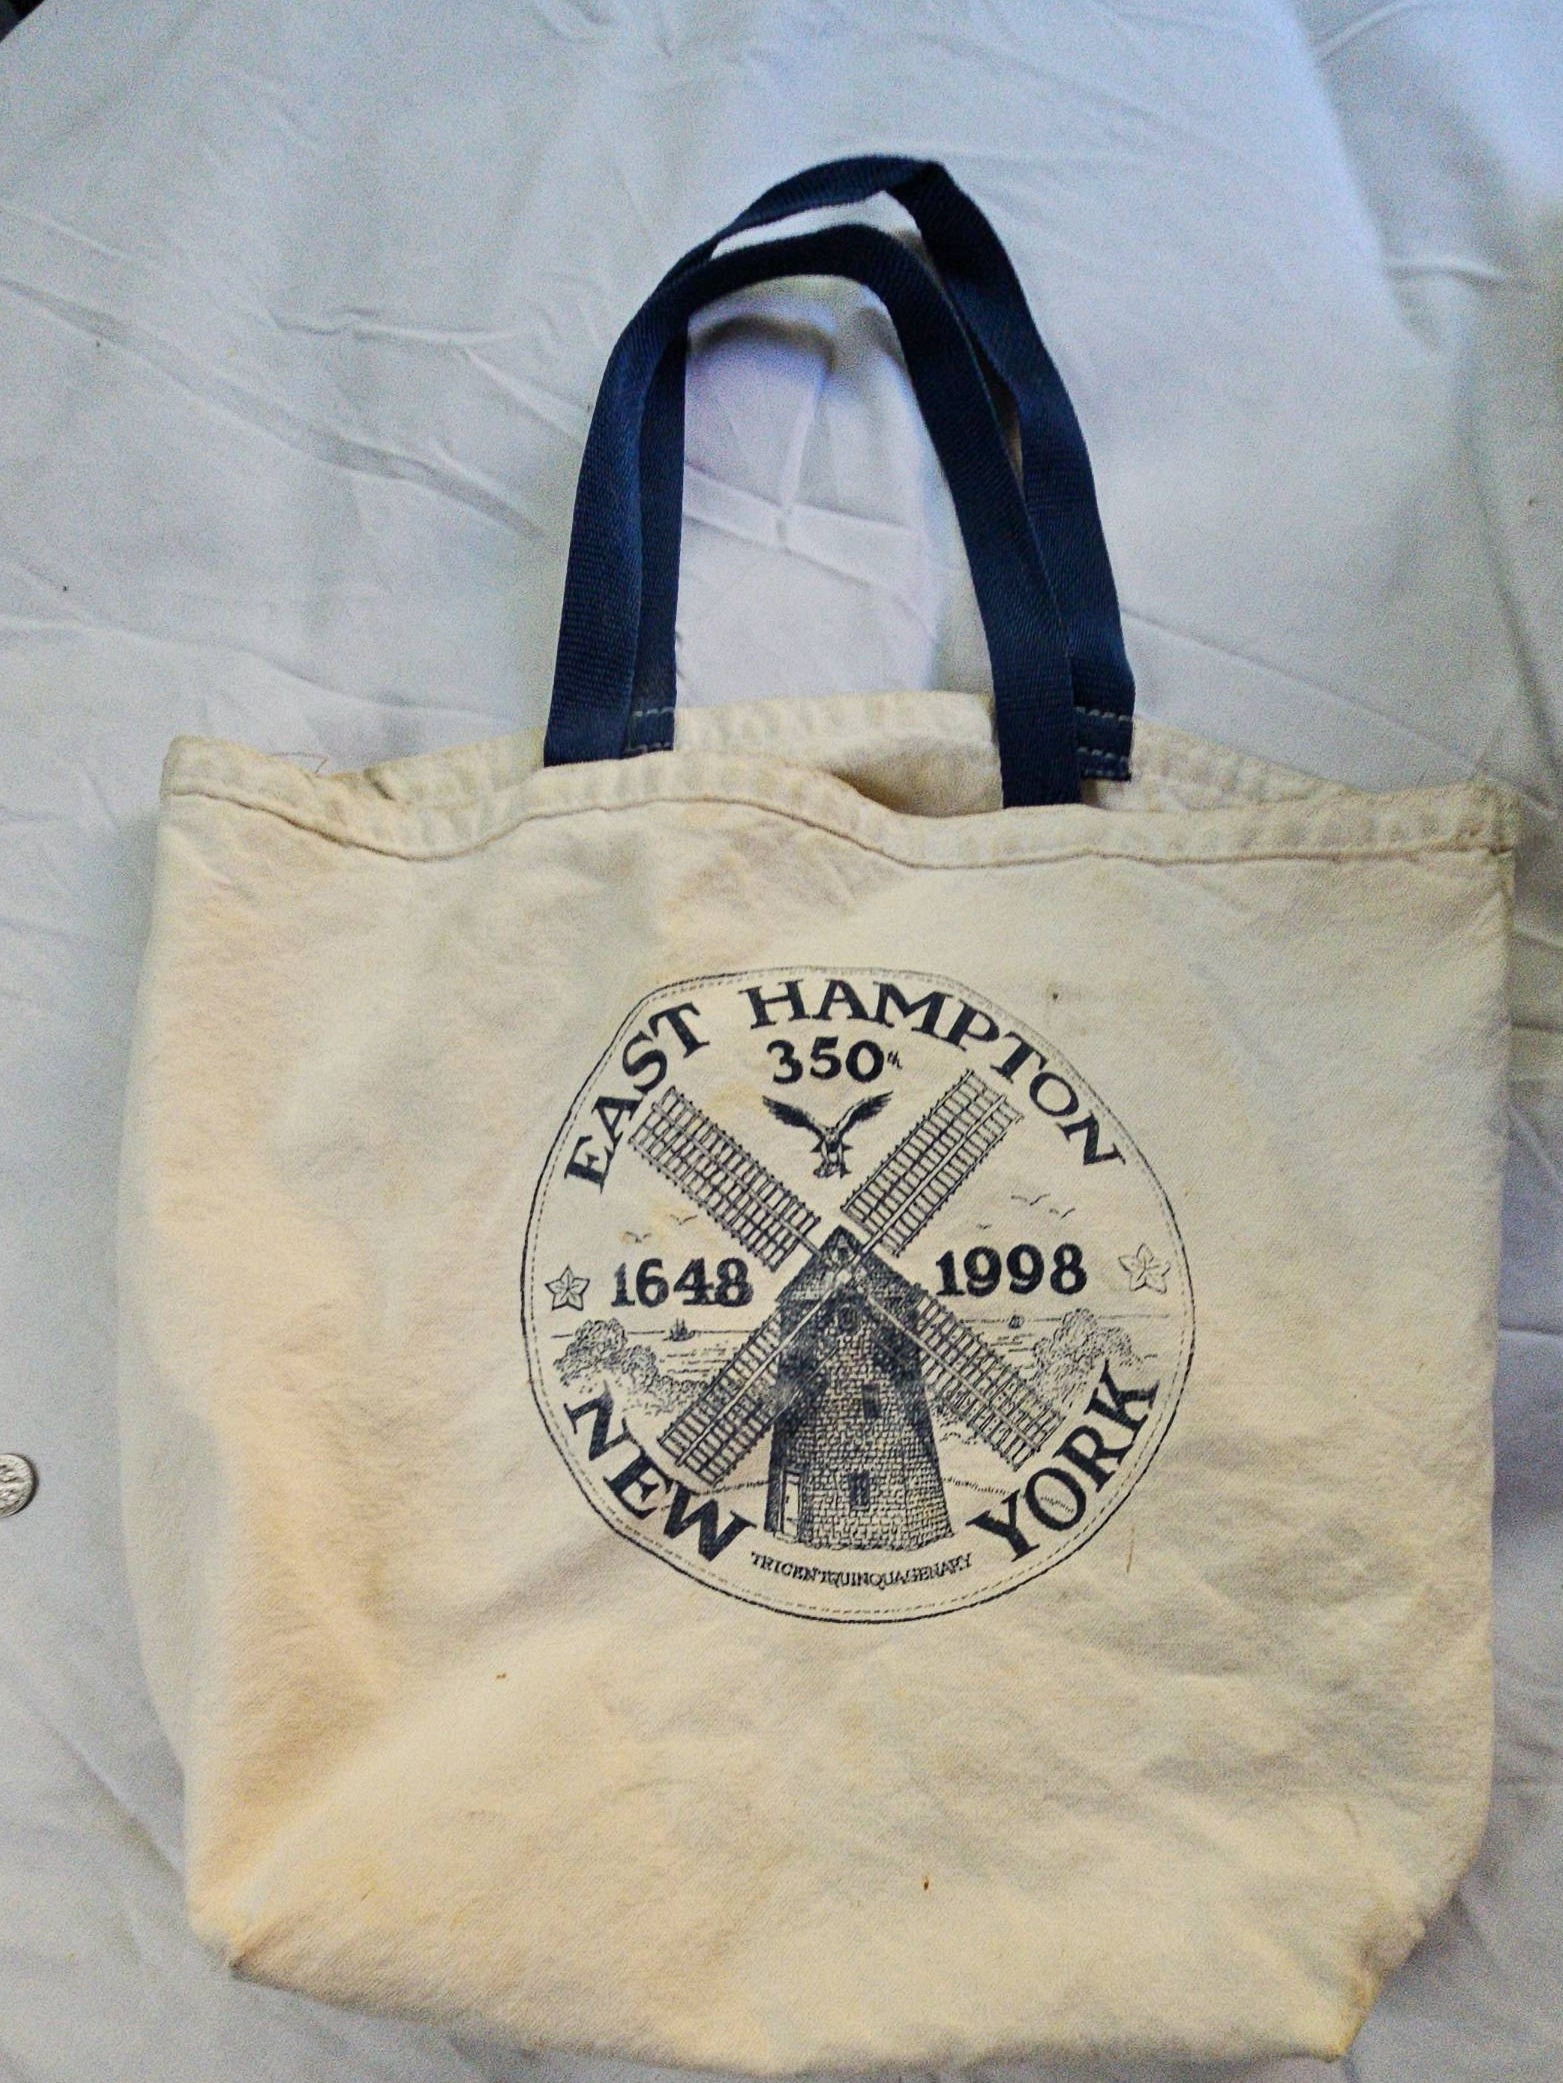 EAST HAMPTON
350th
1648 1998
NEW YORK
TRICENTQUINQUAGENARY